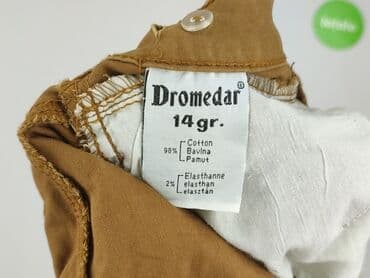 Dromedar®
14gr.
98% Cotton
Bavlna
Pamut
2% Elasthanne
elasthan
elasztán